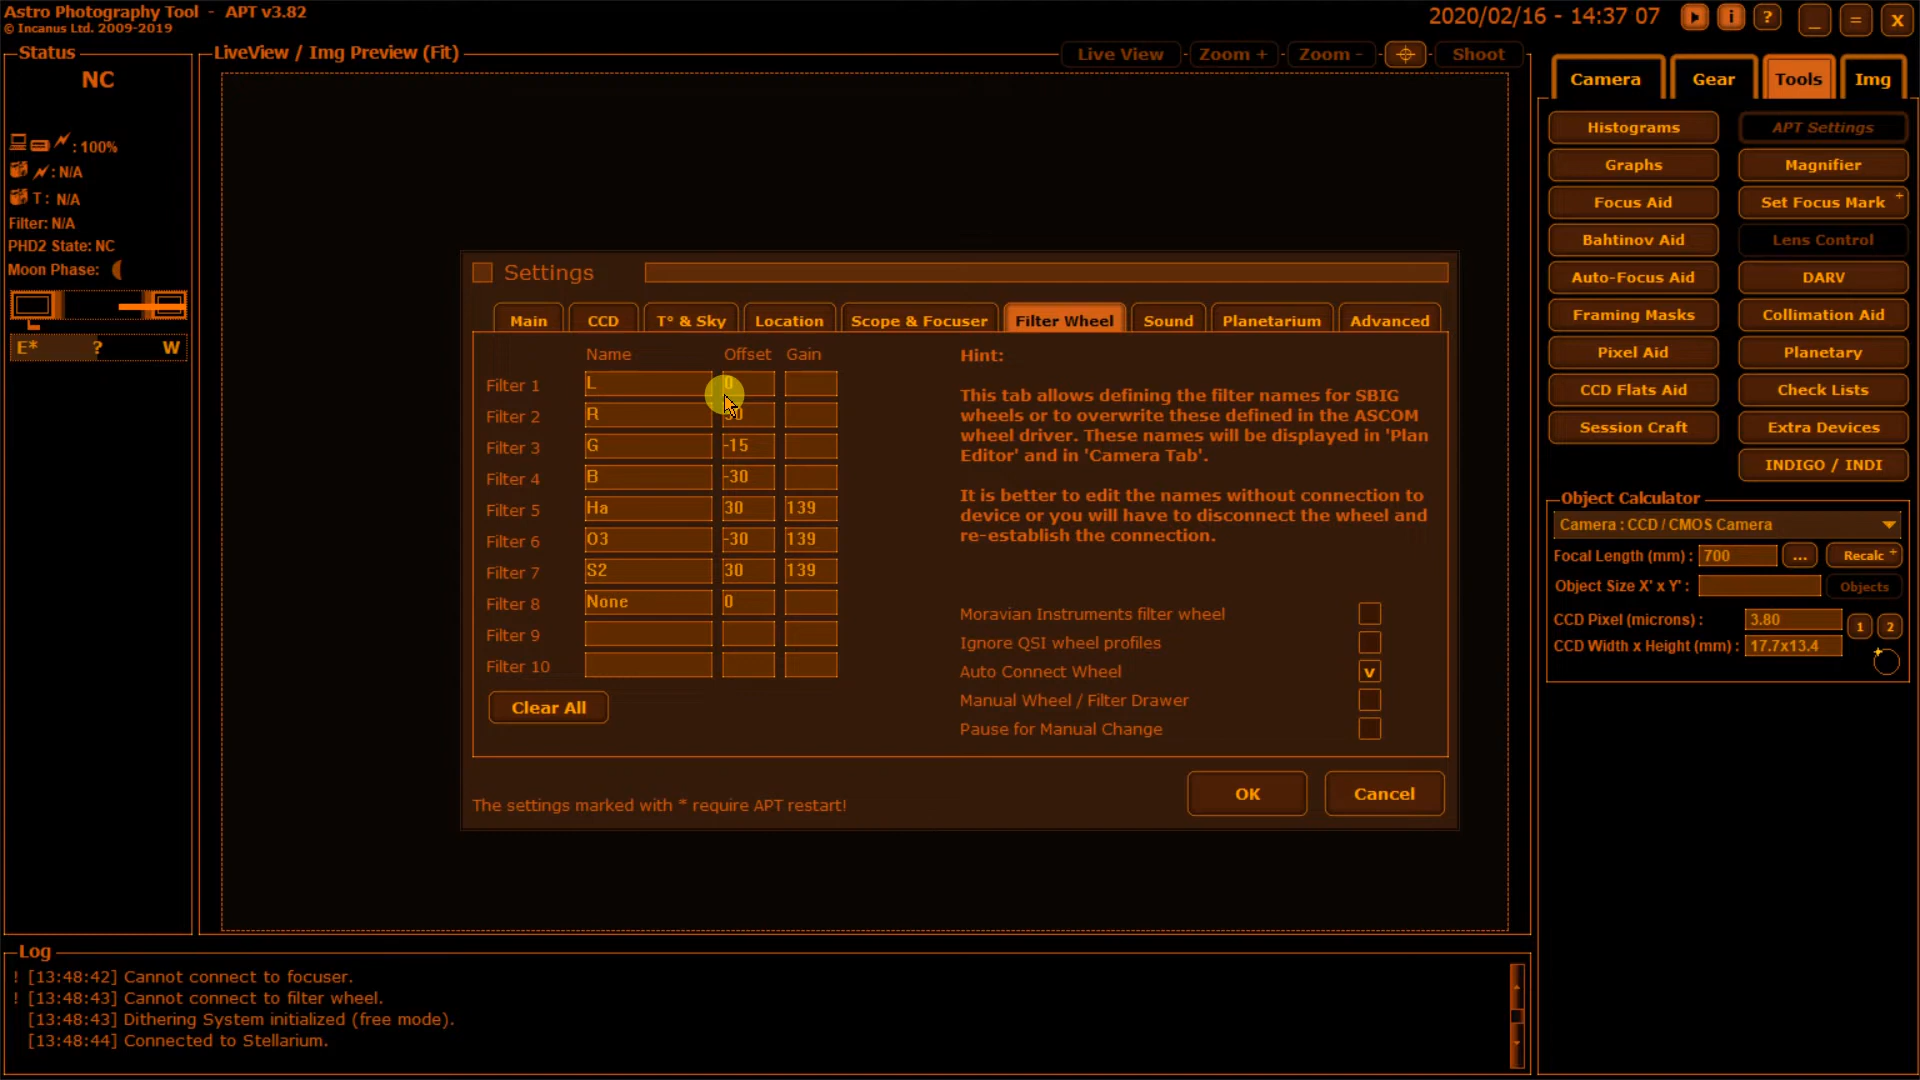 Astro Photography Tool - APT v3.82
© Incanus Ltd. 2009-2019
2020/02/16 - 14:37 07
i
?
_
=
X
Status
NC
: 100%
: N/A
T : N/A
Filter: N/A
PHD2 State: NC
Moon Phase:
E* ? W
LiveView / Img Preview (Fit)
Live View - Zoom + - Zoom - - Shoot
Camera
Gear
Tools
Img
Histograms
APT Settings
Graphs
Magnifier
Focus Aid
Set Focus Mark +
Bahtinov Aid
Lens Control
Auto-Focus Aid
DARV
Framing Masks
Collimation Aid
Pixel Aid
Planetary
CCD Flats Aid
Check Lists
Session Craft
Extra Devices
INDIGO / INDI
Object Calculator
Camera : CCD / CMOS Camera
Focal Length (mm) : 700 ... Recalc +
Object Size X' x Y' : Objects
CCD Pixel (microns) : 3.80
CCD Width x Height (mm) : 17.7x13.4
1 2
Settings
Main
CCD
T° & Sky
Location
Scope & Focuser
Filter Wheel
Sound
Planetarium
Advanced
Name Offset Gain
Filter 1 L 0
Filter 2 R
Filter 3 G -15
Filter 4 B -30
Filter 5 Ha 30 139
Filter 6 O3 -30 139
Filter 7 S2 30 139
Filter 8 None 0
Filter 9
Filter 10
Clear All
Hint:
This tab allows defining the filter names for SBIG
wheels or to overwrite these defined in the ASCOM
wheel driver. These names will be displayed in 'Plan
Editor' and in 'Camera Tab'.
It is better to edit the names without connection to
device or you will have to disconnect the wheel and
re-establish the connection.
Moravian Instruments filter wheel
Ignore QSI wheel profiles
Auto Connect Wheel v
Manual Wheel / Filter Drawer
Pause for Manual Change
The settings marked with * require APT restart!
OK
Cancel
Log
! [13:48:42] Cannot connect to focuser.
! [13:48:43] Cannot connect to filter wheel.
[13:48:43] Dithering System initialized (free mode).
[13:48:44] Connected to Stellarium.